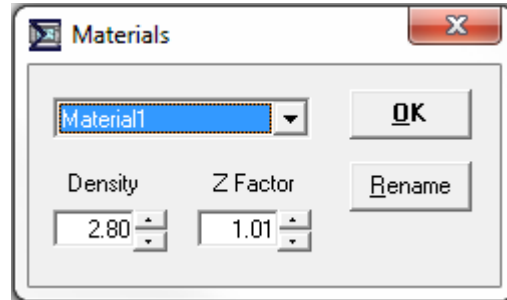 Materials
Material1
OK
Density
Z Factor
Rename
2.80
1.01